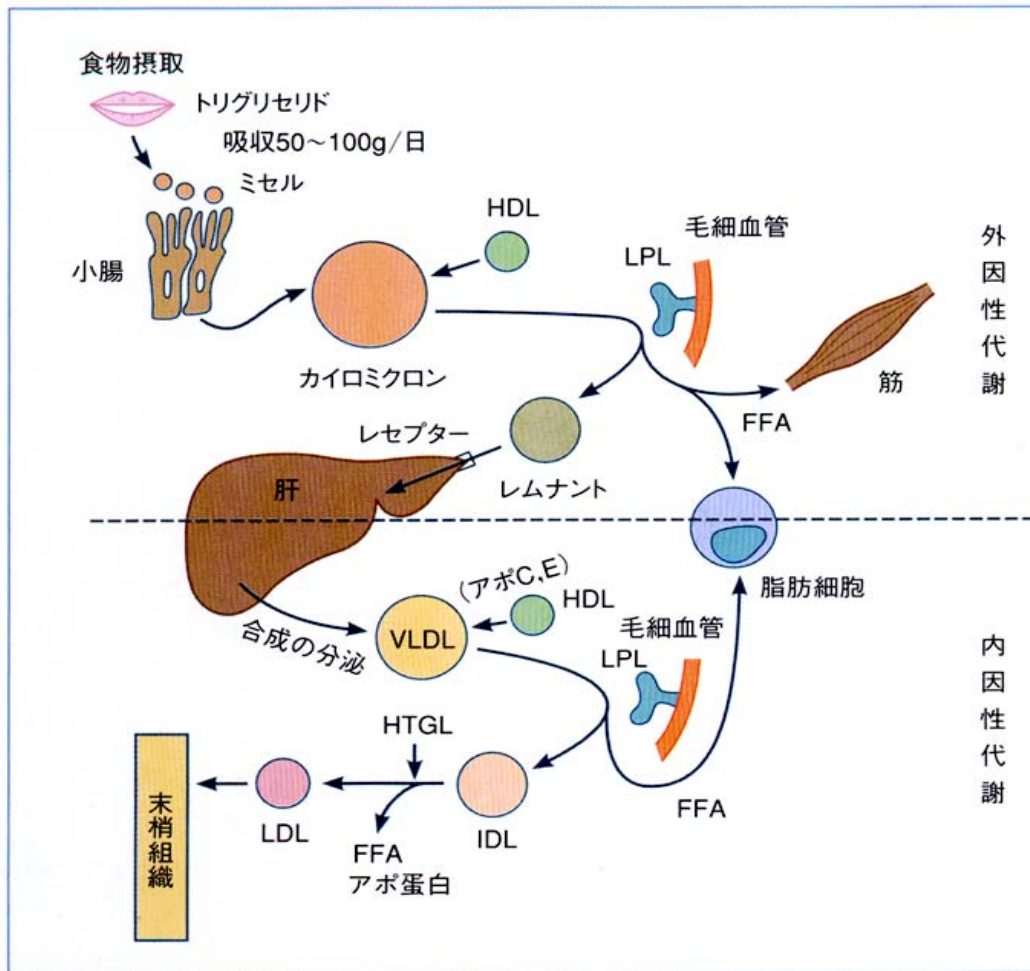 食物摂取
トリグリセリド
吸収50～100g/日
ミセル
小腸
HDL
カイロミクロン
毛細血管
LPL
筋
FFA
外因性代謝
レセプター
レムナント
肝
脂肪細胞
合成の分泌
VLDL
(アポC,E)
HDL
毛細血管
LPL
FFA
内因性代謝
HTGL
IDL
LDL
FFA
アポ蛋白
末梢組織